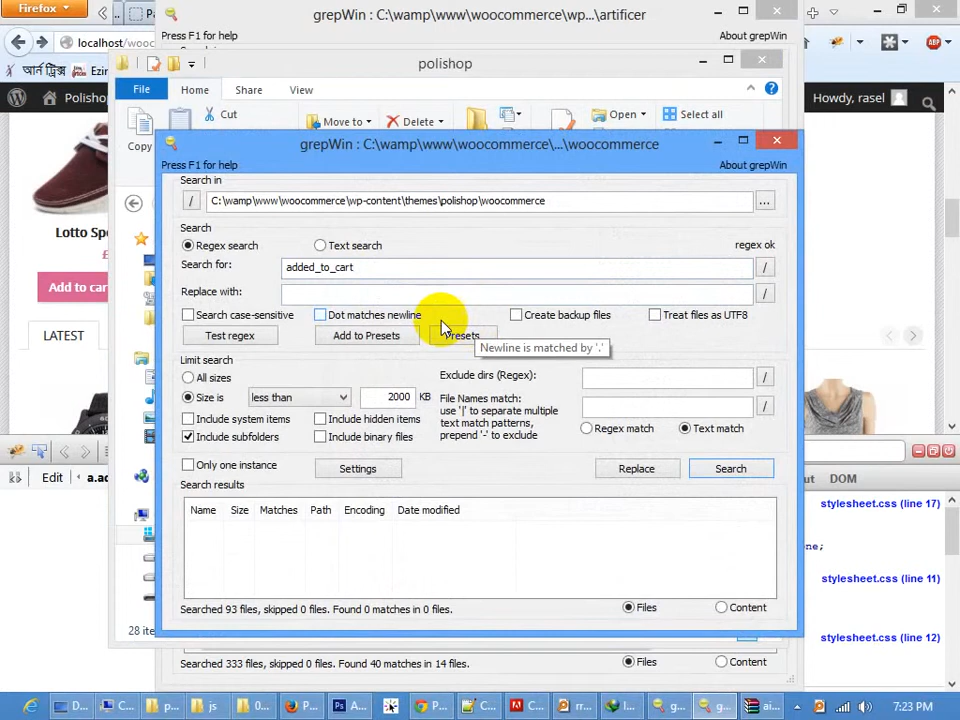 Firefox
grepWin : C:\wamp\www\woocommerce\wp...\artificer
Press F1 for help
About grepWin
localhost/wooc
polishop
আর্ন ট্রিক্স
Ezin
File
Home
Share
View
Polishop
Howdy, rasel
Cut
Copy
Move to
Delete
Open
Select all
grepWin : C:\wamp\www\woocommerce\...\woocommerce
Press F1 for help
About grepWin
Search in
/
C:\wamp\www\woocommerce\wp-content\themes\polishop\woocommerce
...
Search
Regex search
Text search
regex ok
Search for:
added_to_cart
/
Replace with:
/
Search case-sensitive
Dot matches newline
Create backup files
Treat files as UTF8
Test regex
Add to Presets
Presets
Newline is matched by '.'
Limit search
All sizes
Size is
less than
2000
KB
Exclude dirs (Regex):
/
File Names match:
use '|' to separate multiple
text match patterns,
prepend '-' to exclude
/
Regex match
Text match
Include system items
Include hidden items
Include subfolders
Include binary files
Only one instance
Settings
Replace
Search
Search results
Name
Size
Matches
Path
Encoding
Date modified
Searched 93 files, skipped 0 files. Found 0 matches in 0 files.
Files
Content
28 ite
Searched 333 files, skipped 0 files. Found 40 matches in 14 files.
Files
Content
Lotto Spo
Add to car
LATEST
Edit
a.ad
DOM
stylesheet.css (line 17)
one;
stylesheet.css (line 11)
stylesheet.css (line 12)
D...
C...
p...
js
0...
P...
A...
P...
C...
C...
rr...
I...
g...
g...
ai...
7:23 PM